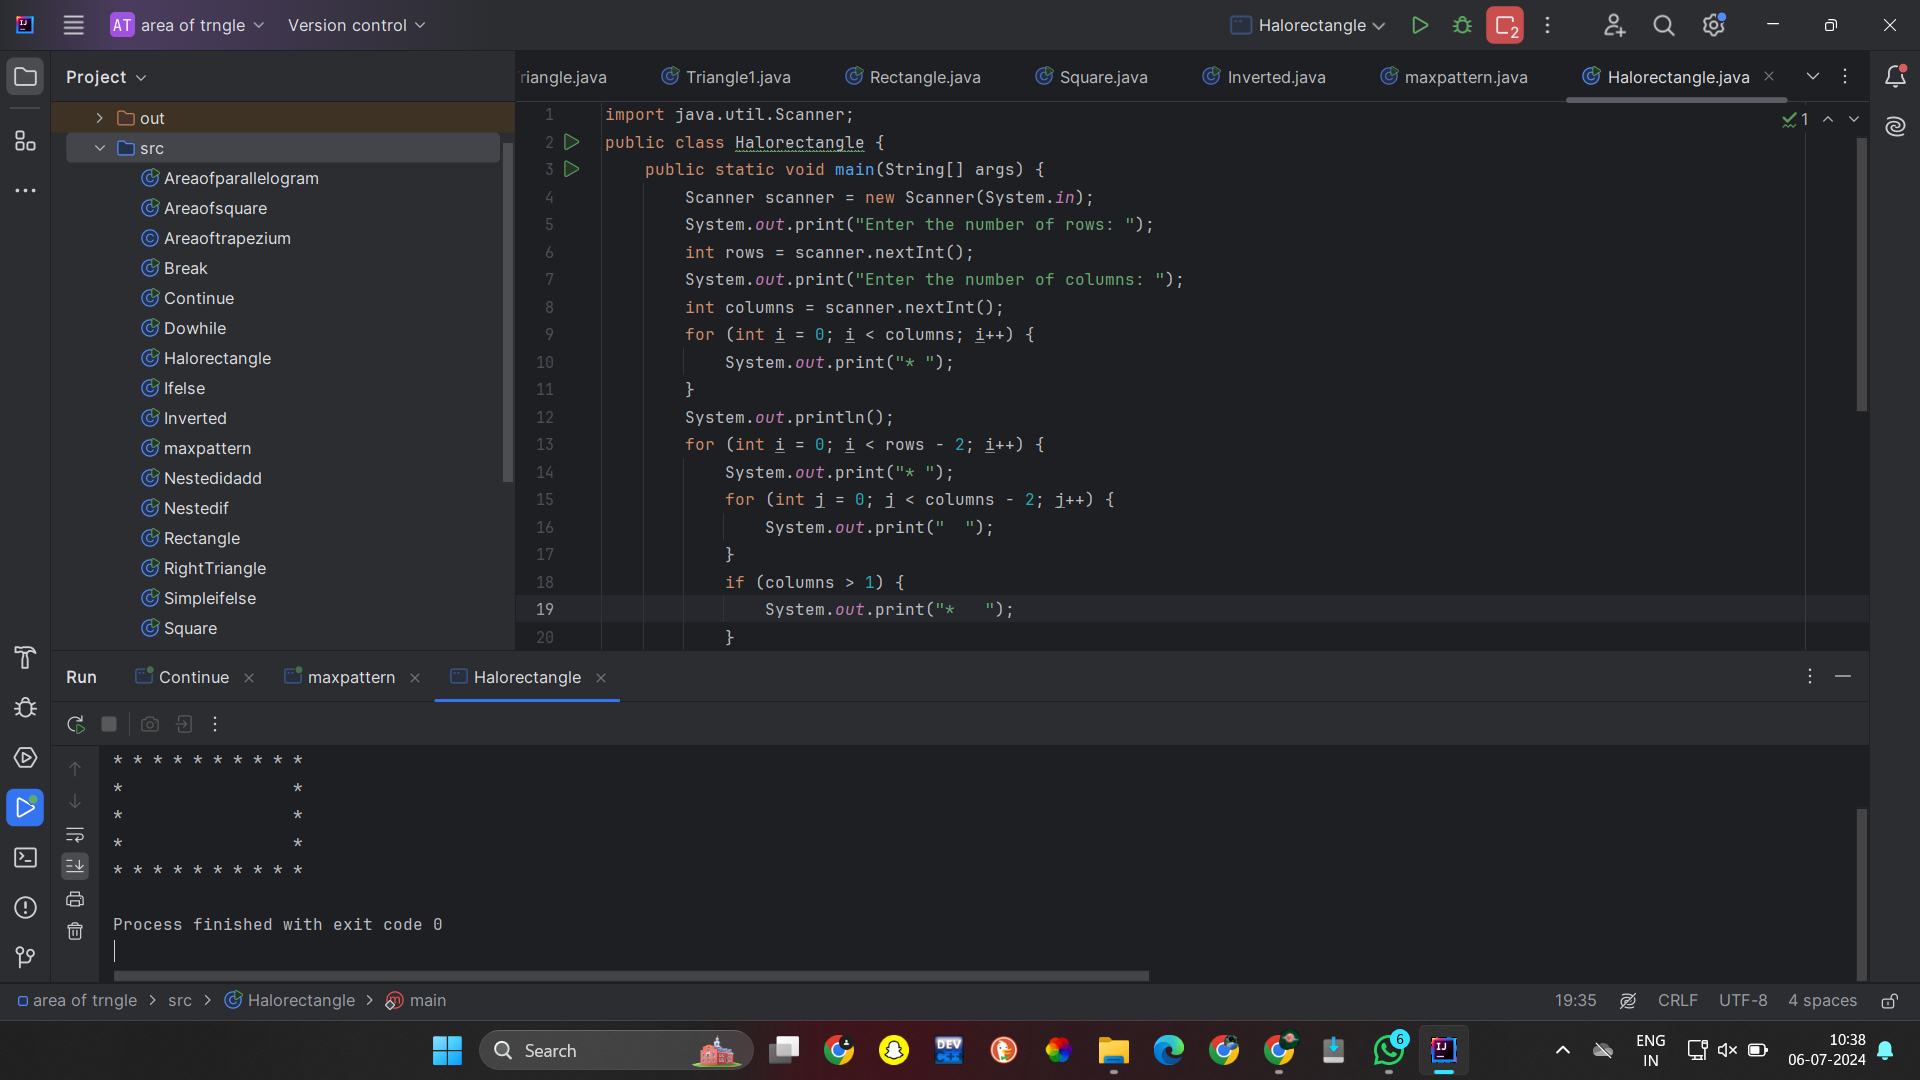 AT area of trngle Version control Halorectangle 2
Project
riangle.java Triangle1.java Rectangle.java Square.java Inverted.java maxpattern.java Halorectangle.java
out
src
Areaofparallelogram
Areaofsquare
Areaoftrapezium
Break
Continue
Dowhile
Halorectangle
Ifelse
Inverted
maxpattern
Nestedidadd
Nestedif
Rectangle
RightTriangle
Simpleifelse
Square
1
1 import java.util.Scanner;
2 public class Halorectangle {
3 public static void main(String[] args) {
4 Scanner scanner = new Scanner(System.in);
5 System.out.print("Enter the number of rows: ");
6 int rows = scanner.nextInt();
7 System.out.print("Enter the number of columns: ");
8 int columns = scanner.nextInt();
9 for (int i = 0; i < columns; i++) {
10 System.out.print("* ");
11 }
12 System.out.println();
13 for (int i = 0; i < rows - 2; i++) {
14 System.out.print("* ");
15 for (int j = 0; j < columns - 2; j++) {
16 System.out.print("  ");
17 }
18 if (columns > 1) {
19 System.out.print("*   ");
20 }
Run Continue maxpattern Halorectangle
* * * * * * * * * *
*                 *
*                 *
*                 *
* * * * * * * * * *
Process finished with exit code 0
area of trngle > src > Halorectangle > m main
19:35 CRLF UTF-8 4 spaces
Search DEV C++ 6 IJ
ENG
IN
10:38
06-07-2024